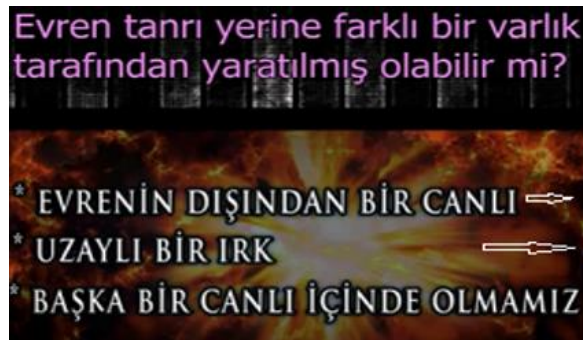 Evren tanrı yerine farklı bir varlık
tarafından yaratılmış olabilir mi?
* EVRENİN DIŞINDAN BİR CANLI
* UZAYLI BİR IRK
* BAŞKA BİR CANLI İÇİNDE OLMAMIZ